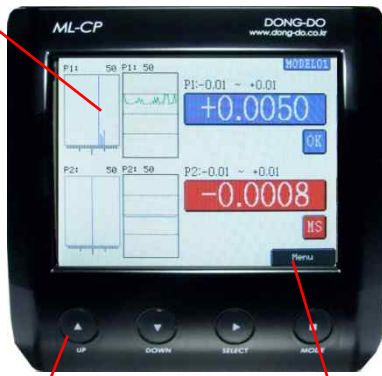 ML-CP
DONG-DO
www.dong-do.co.kr
P1: 50 P1: 50
MODEL01
P1:-0.01 ~ +0.01
+0.0050
OK
P2: 50 P2: 50
P2:-0.01 ~ +0.01
-0.0008
MS
Menu
UP DOWN SELECT MODE